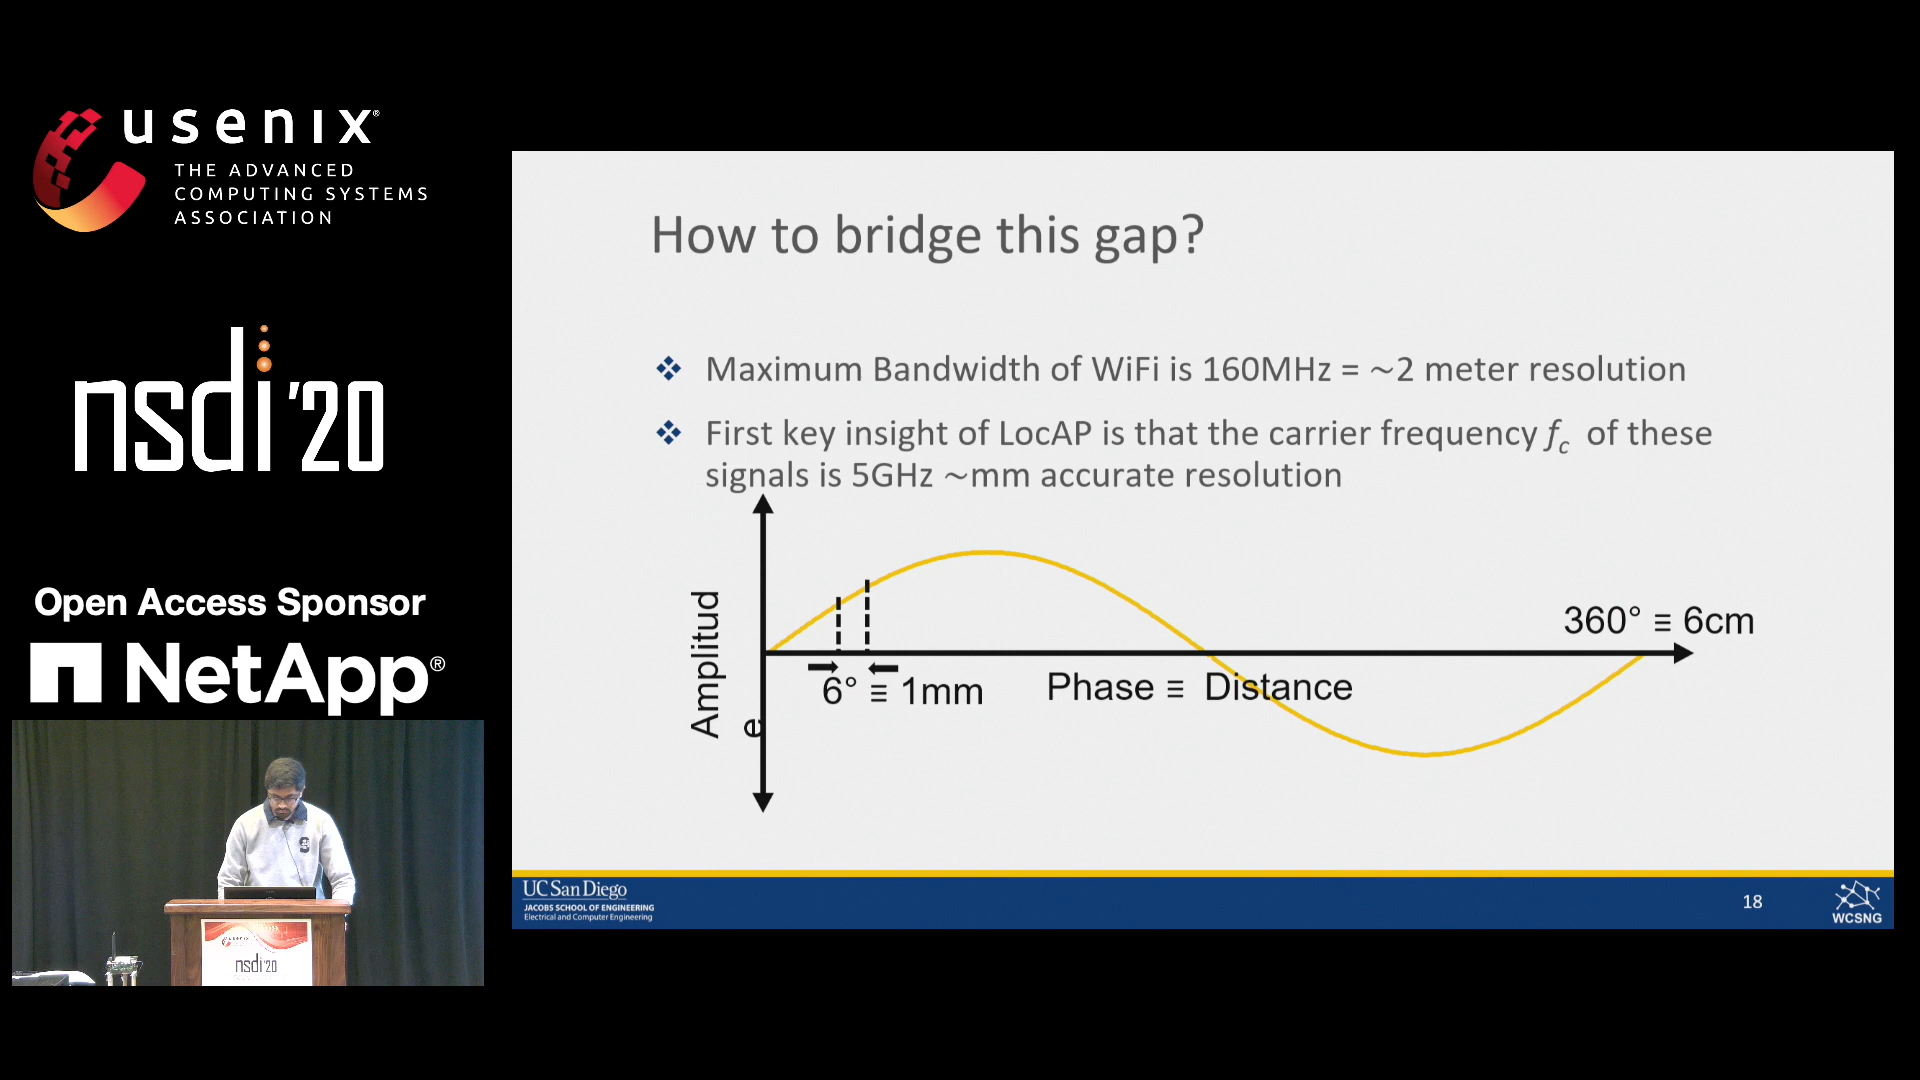 usenix®
THE ADVANCED
COMPUTING SYSTEMS
ASSOCIATION
nsdi '20
Open Access Sponsor
NetApp®
usenix
nsdi '20
How to bridge this gap?
❖ Maximum Bandwidth of WiFi is 160MHz = ~2 meter resolution
❖ First key insight of LocAP is that the carrier frequency fc of these
signals is 5GHz ~mm accurate resolution
Amplitud
e
360° ≡ 6cm
6° ≡ 1mm
Phase ≡ Distance
UC San Diego
JACOBS SCHOOL OF ENGINEERING
Electrical and Computer Engineering
18
WCSNG